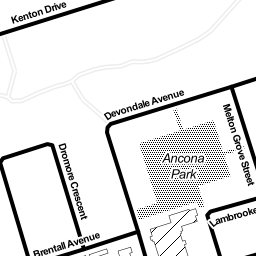 Kenton Drive
Devondale Avenue
Melton Grove Street
Dromore Crescent
Ancona
Park
Lambrooke
Brentall Avenue